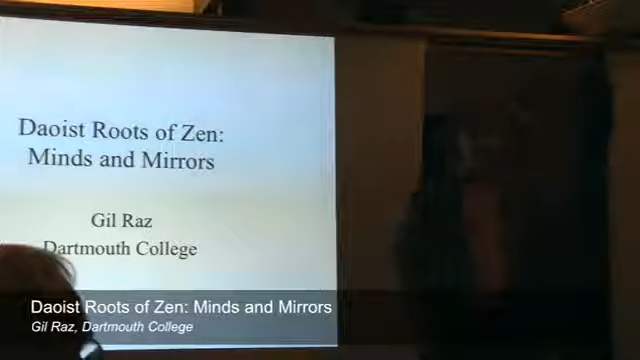 Daoist Roots of Zen:
Minds and Mirrors
Gil Raz
Dartmouth College
Daoist Roots of Zen: Minds and Mirrors
Gil Raz, Dartmouth College